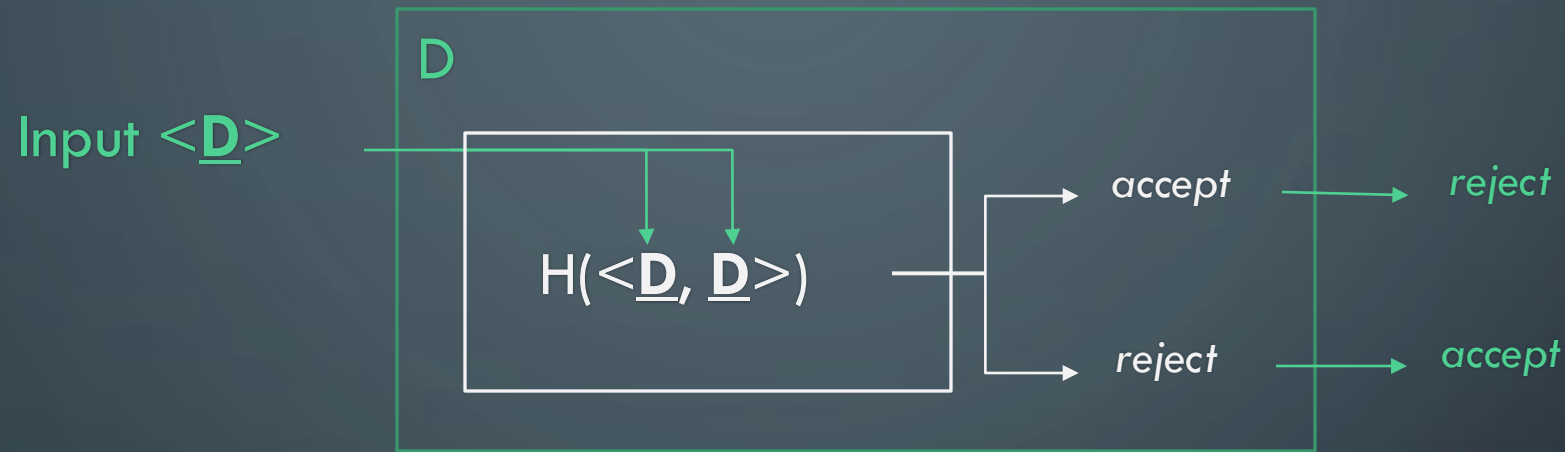 D
Input <D>
accept
reject
H(<D, D>)
reject
accept